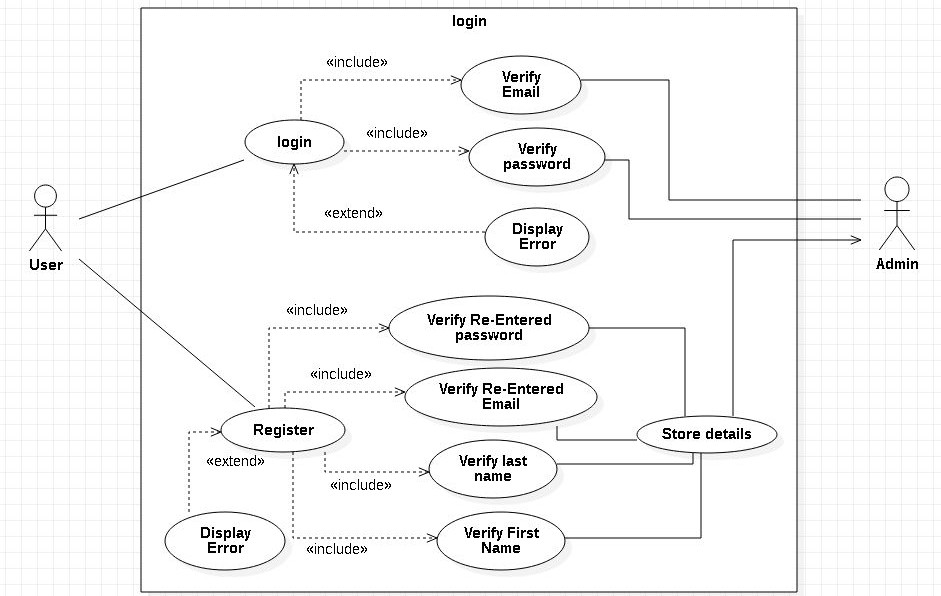 login
«include»
Verify
Email
«include»
login
Verify
password
«extend»
Display
Error
User
Admin
«include»
Verify Re-Entered
password
«include»
Verify Re-Entered
Email
Register
Store details
«extend»
Verify last
name
«include»
Display
Error
Verify First
Name
«include»